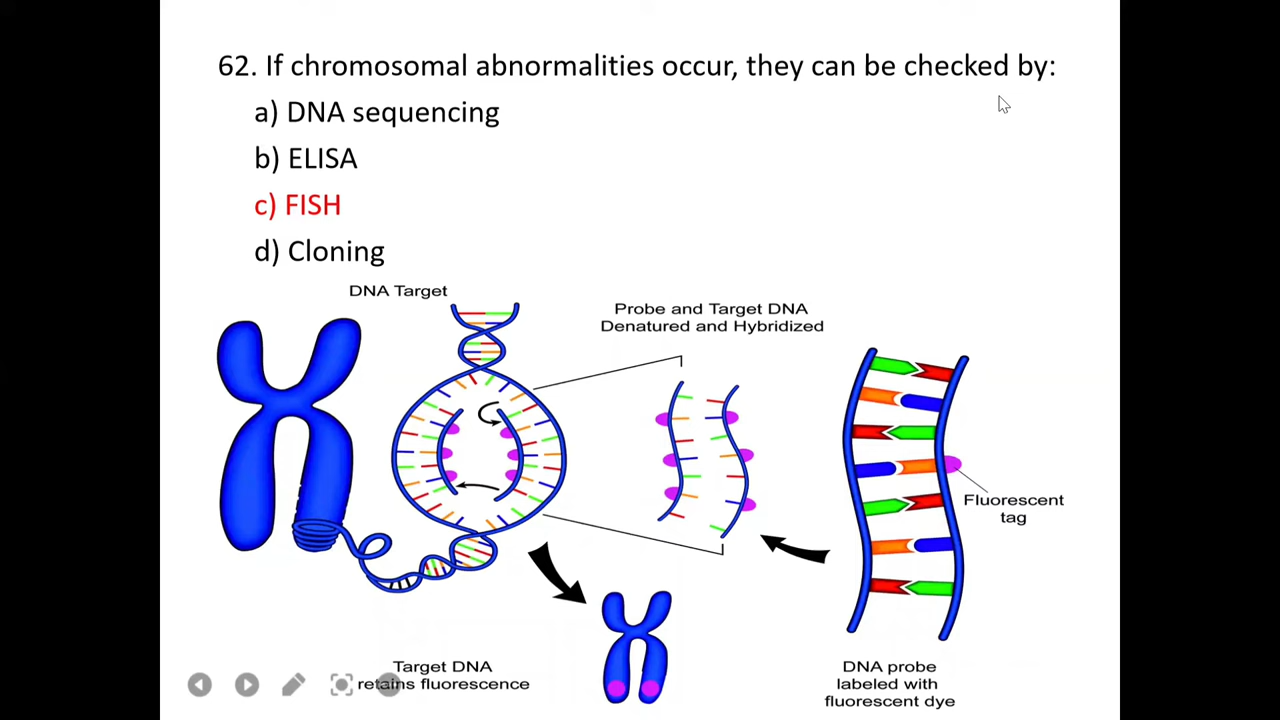 62. If chromosomal abnormalities occur, they can be checked by:
a) DNA sequencing
b) ELISA
c) FISH
d) Cloning
DNA Target
Probe and Target DNA
Denatured and Hybridized
Fluorescent
tag
Target DNA
retains fluorescence
DNA probe
labeled with
fluorescent dye